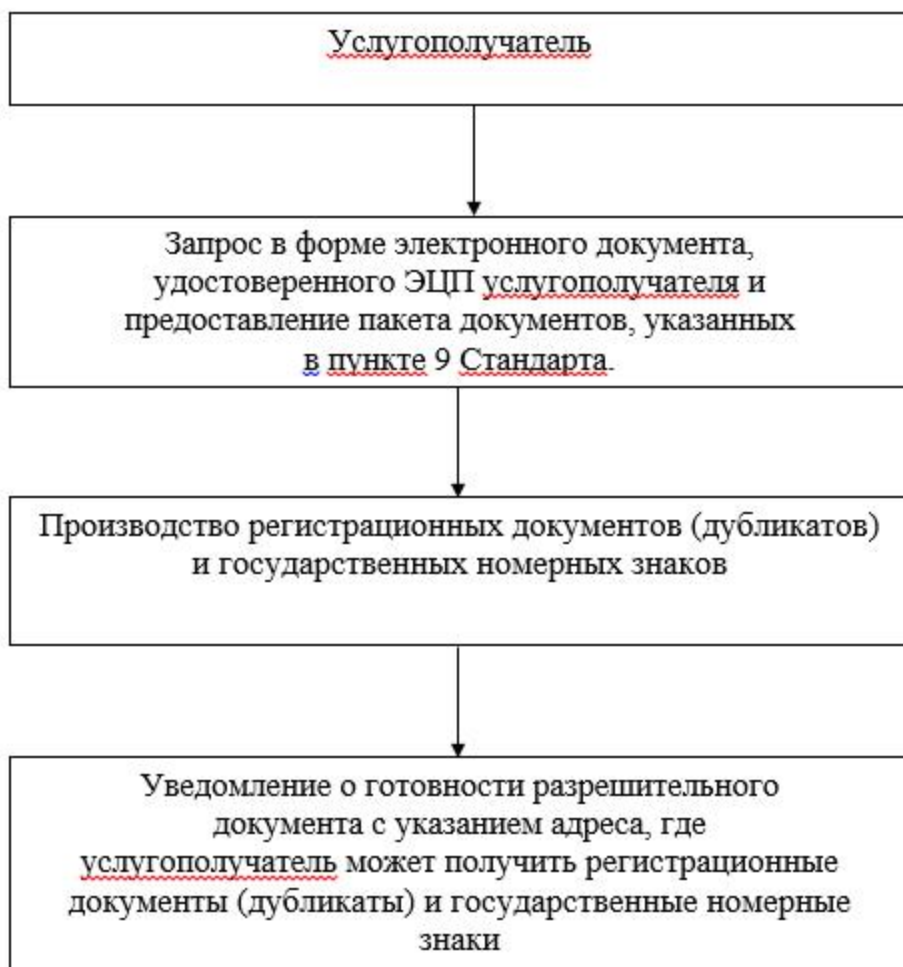 Услугополучатель
Запрос в форме электронного документа,
удостоверенного ЭЦП услугополучателя и
предоставление пакета документов, указанных
в пункте 9 Стандарта.
Производство регистрационных документов (дубликатов)
и государственных номерных знаков
Уведомление о готовности разрешительного
документа с указанием адреса, где
услугополучатель может получить регистрационные
документы (дубликаты) и государственные номерные
знаки